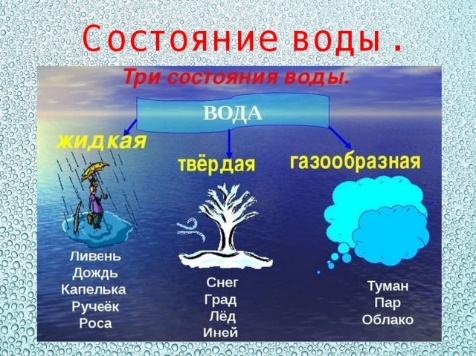 Состояние воды .
Три состояния воды.
ВОДА
жидкая
твёрдая
газообразная
Ливень
Дождь
Капелька
Ручеёк
Роса
Снег
Град
Лёд
Иней
Туман
Пар
Облако